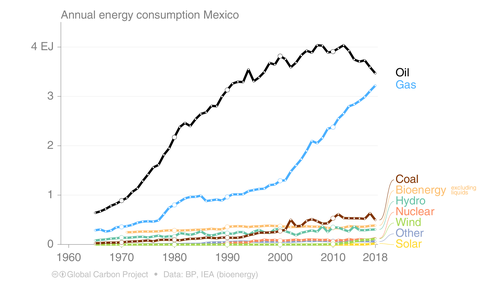 Annual energy consumption Mexico
4 EJ
3
2
1
0
1960 1970 1980 1990 2000 2010 2018
Oil
Gas
Coal
Bioenergy excluding liquids
Hydro
Nuclear
Wind
Other
Solar
Global Carbon Project • Data: BP, IEA (bioenergy)